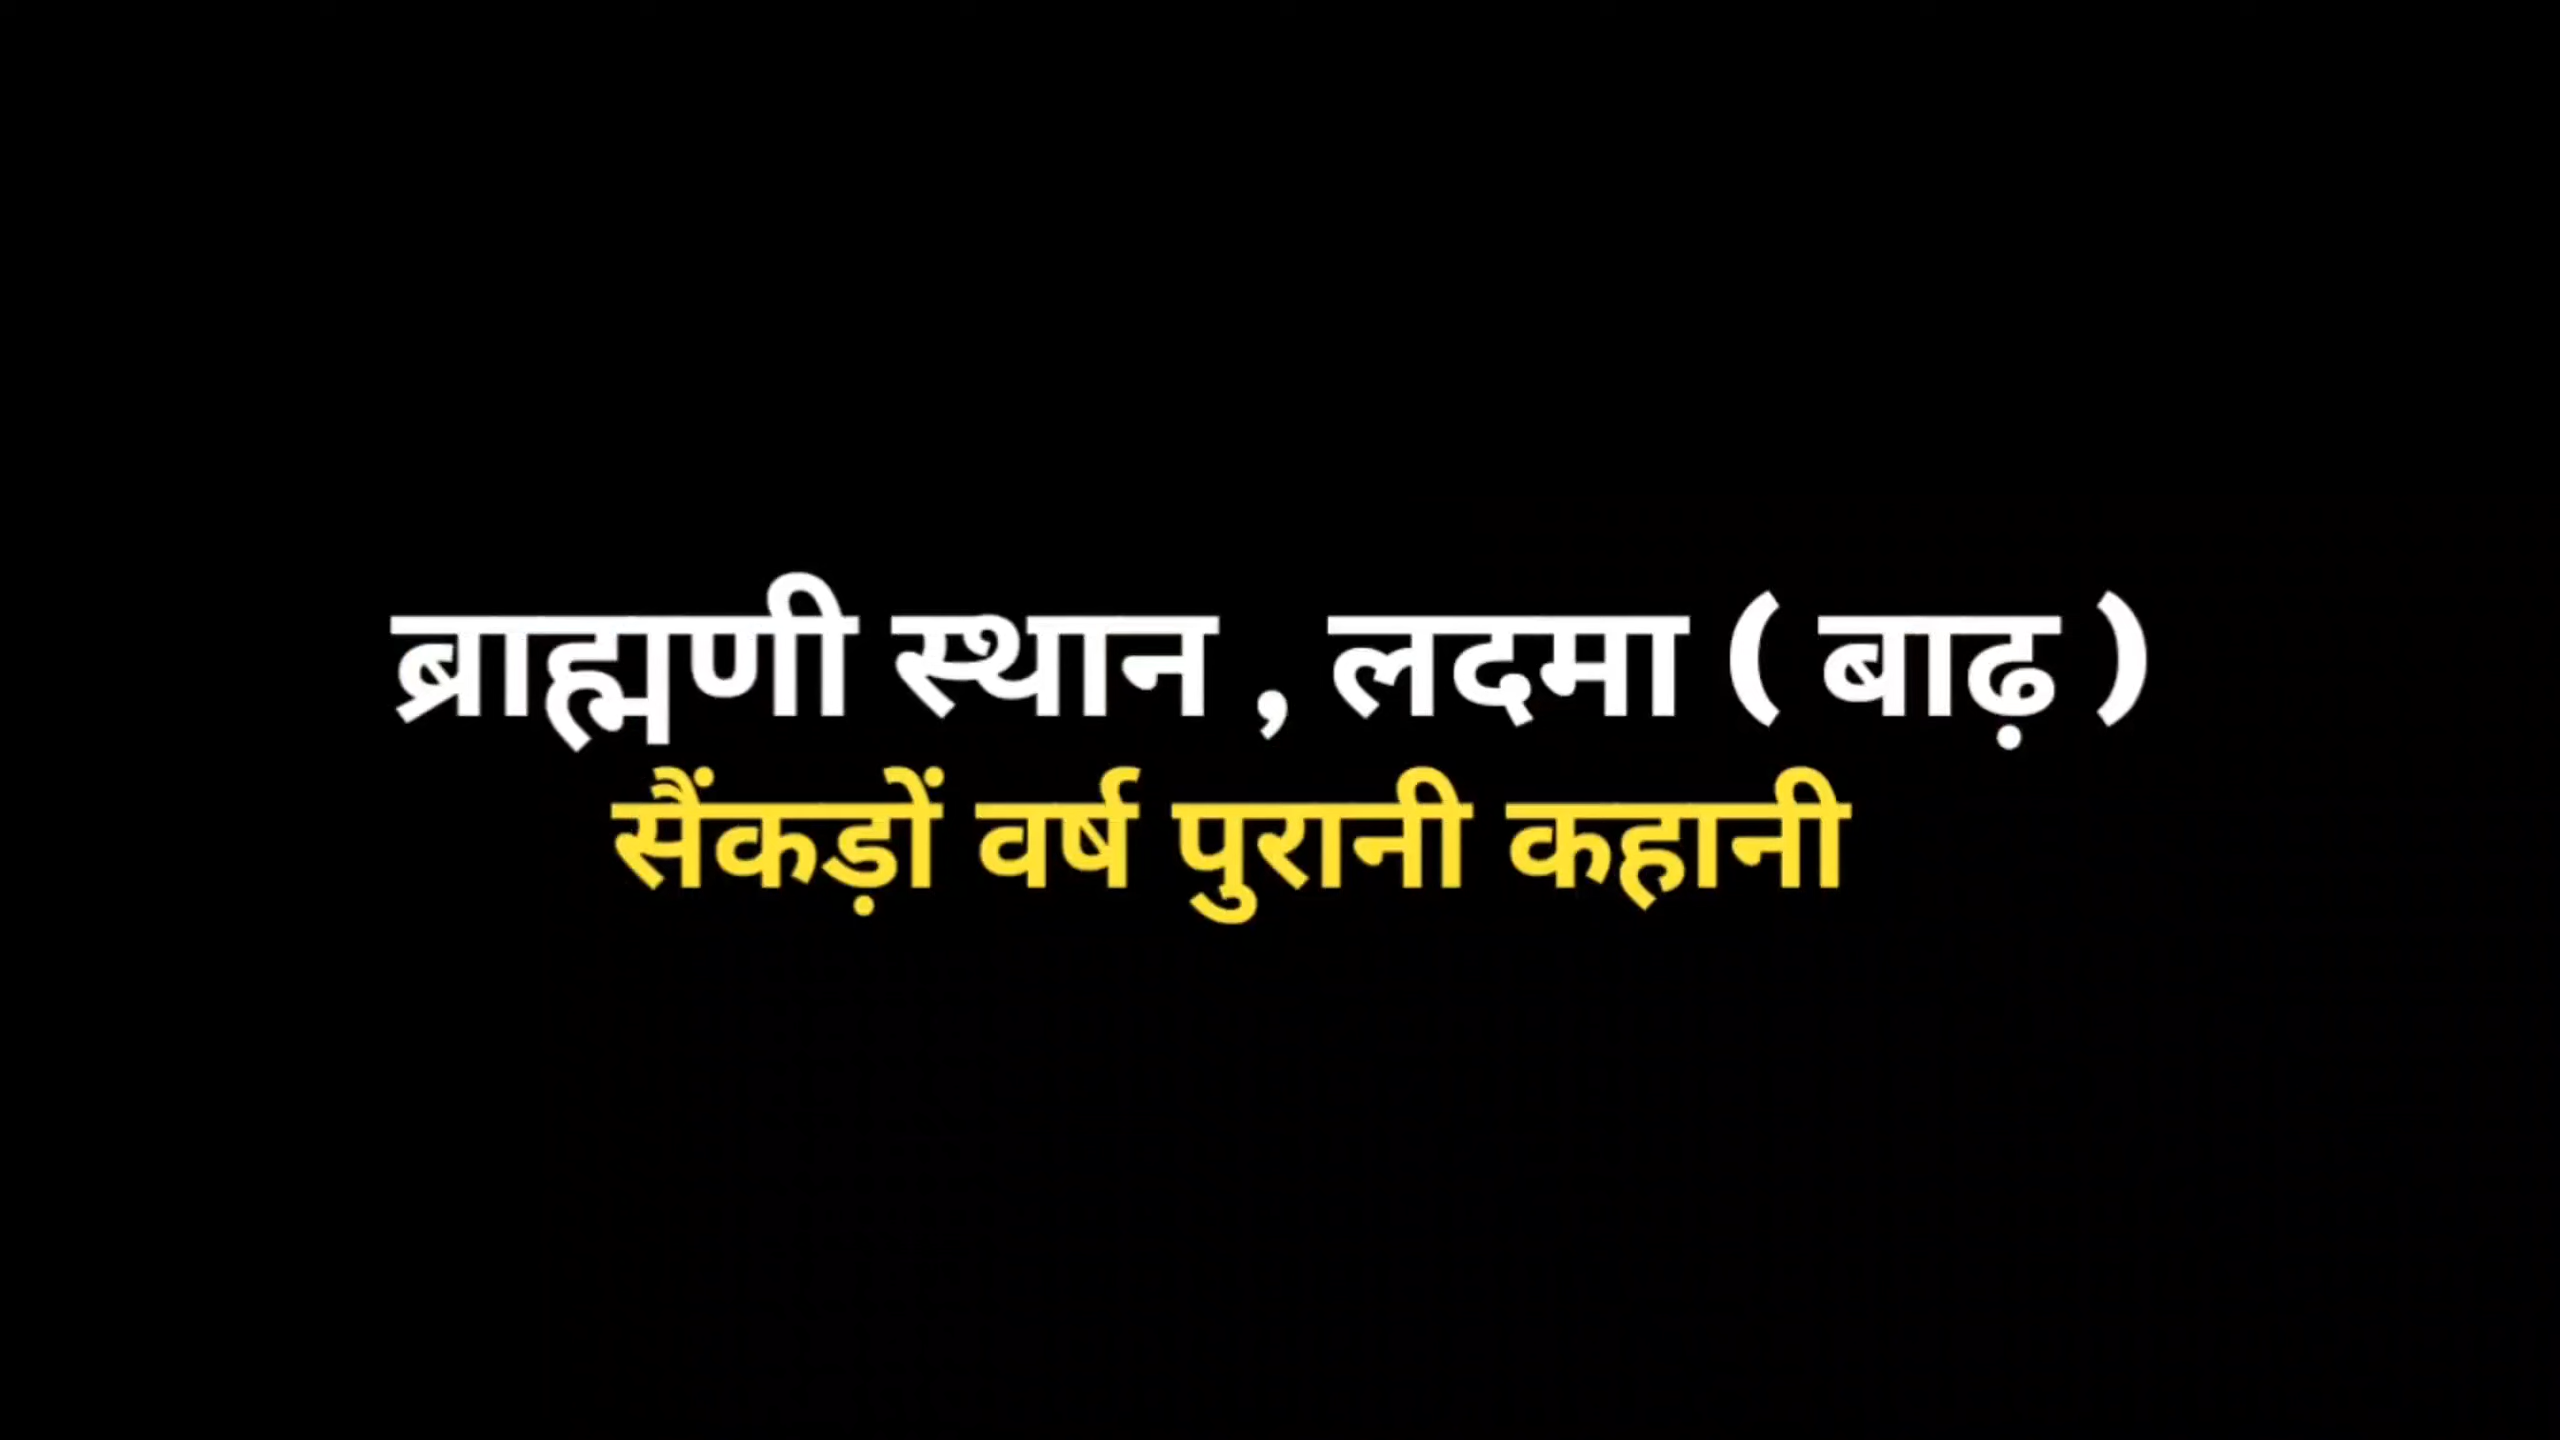 ब्राह्मणी स्थान , लदमा ( बाढ़ )
सैंकड़ों वर्ष पुरानी कहानी